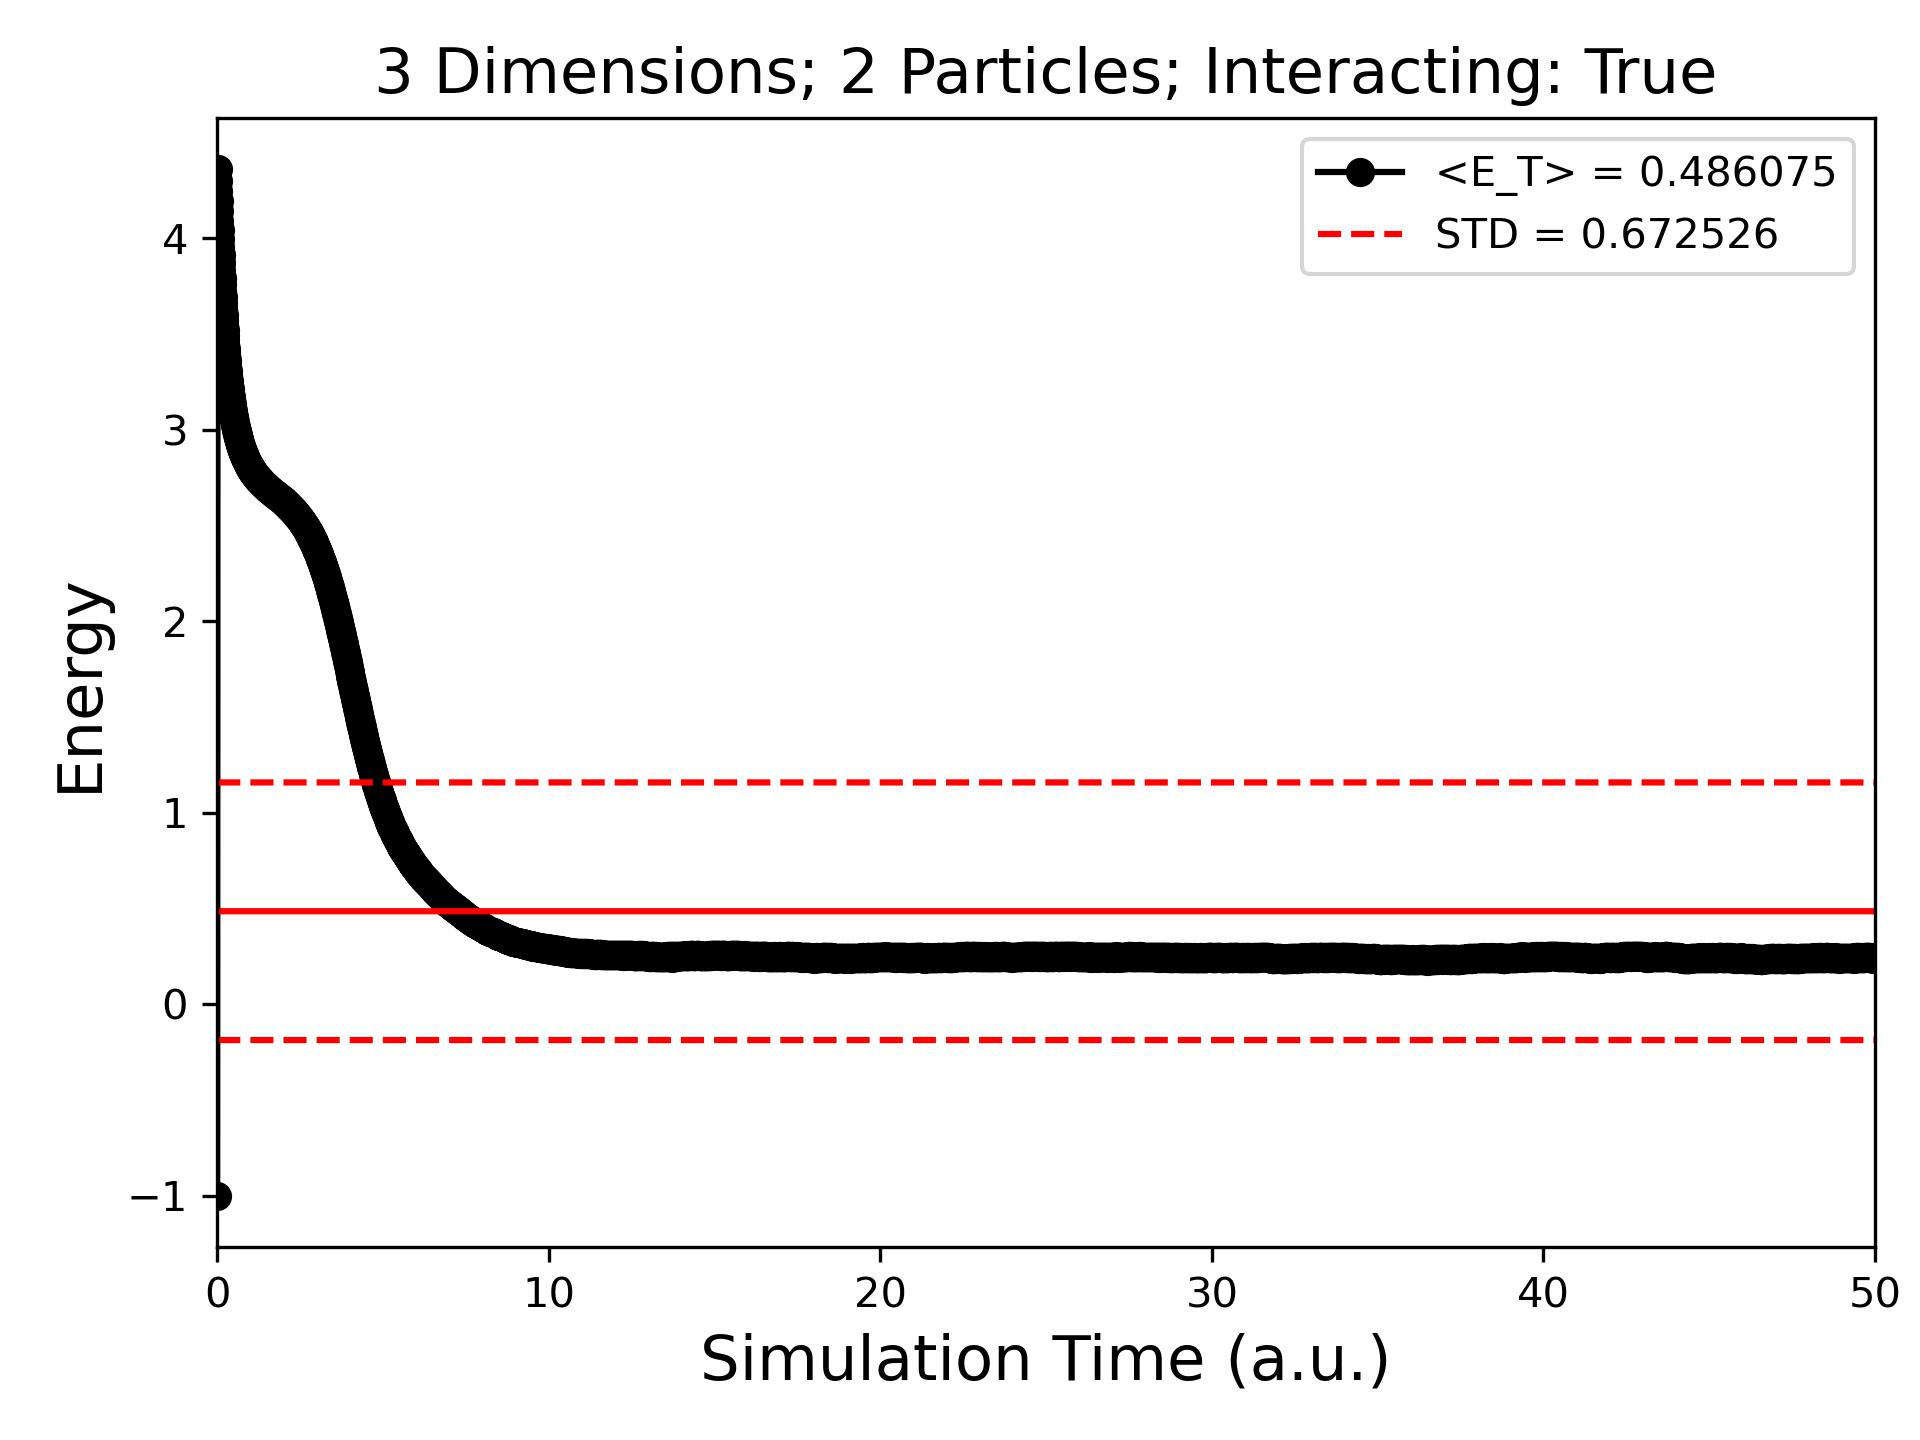 3 Dimensions; 2 Particles; Interacting: True
<E_T> = 0.486075
STD = 0.672526
Energy
4
3
2
1
0
−1
0 10 20 30 40 50
Simulation Time (a.u.)